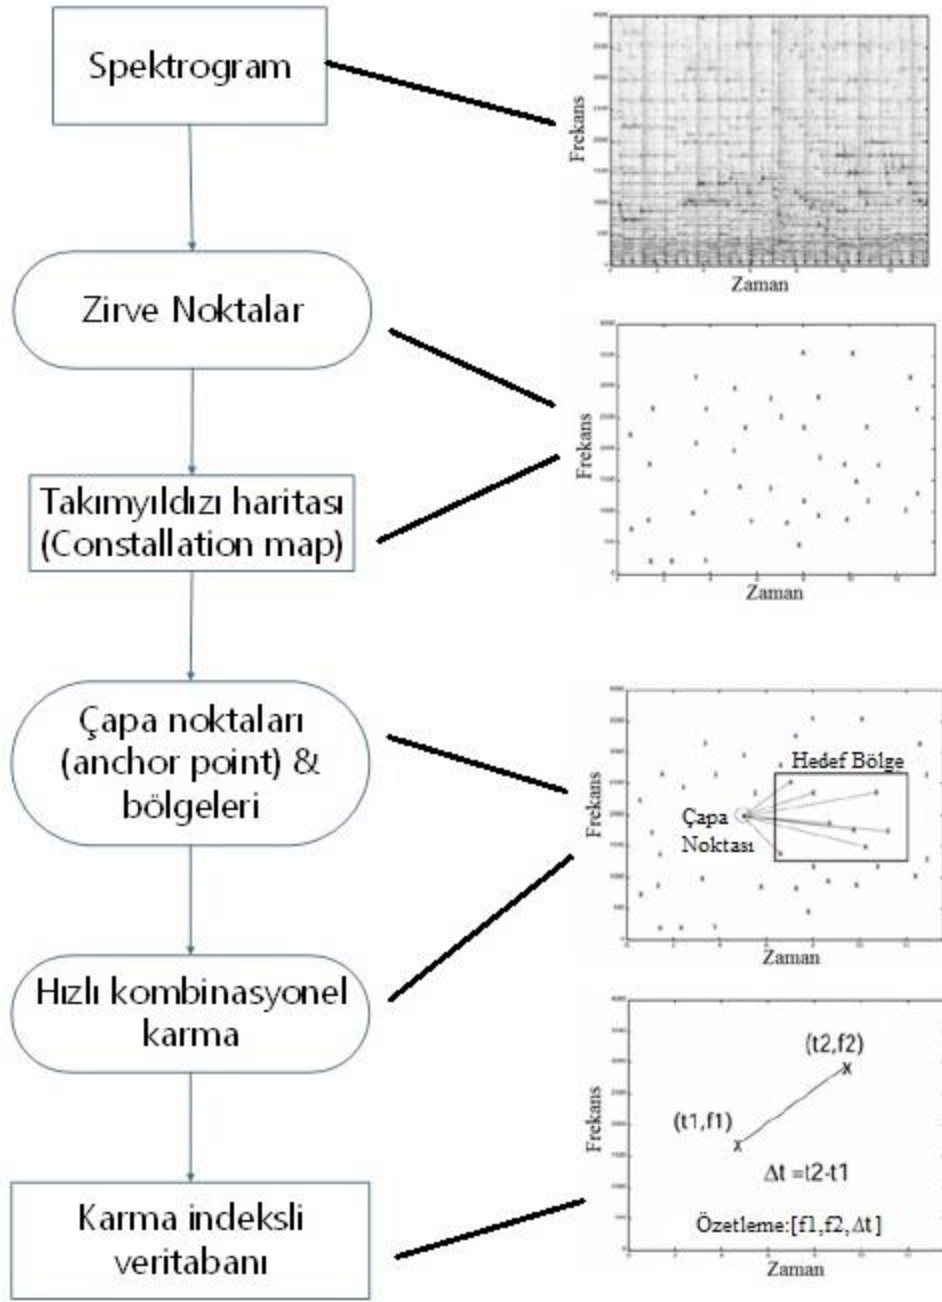 Spektrogram
Frekans
Zaman
Zirve Noktalar
Frekans
Zaman
Takımyıldızı haritası
(Constallation map)
Çapa noktaları
(anchor point) &
bölgeleri
Frekans
Hedef Bölge
Çapa
Noktası
Zaman
Hızlı kombinasyonel
karma
Frekans
(t2,f2)
(t1,f1)
Δt =t2-t1
Özetleme:[f1,f2,Δt]
Zaman
Karma indeksli
veritabanı